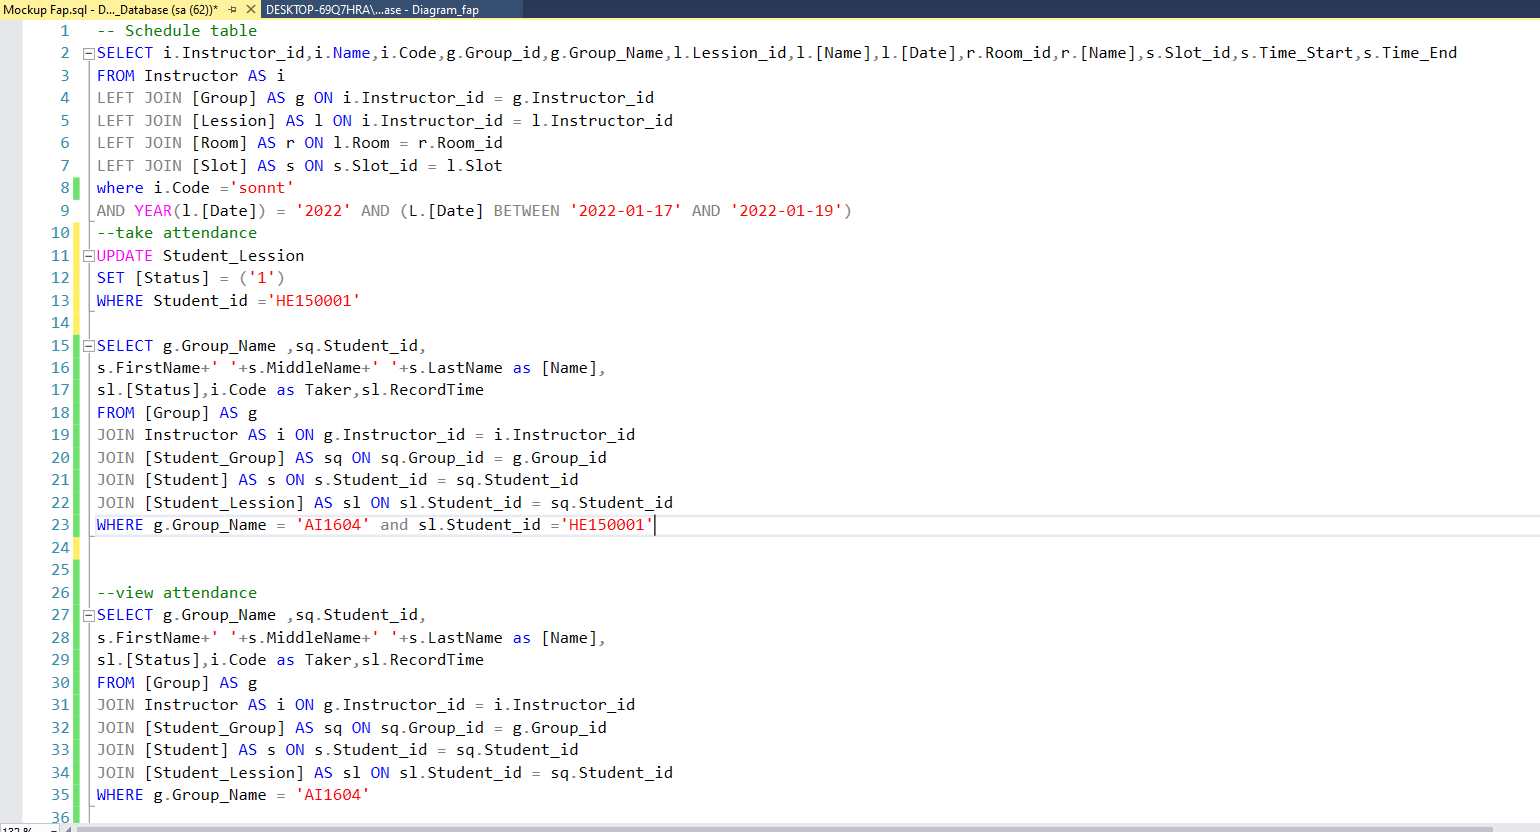 Mockup Fap.sql - D..._Database (sa (62))* DESKTOP-69Q7HRA\...ase - Diagram_fap
1 -- Schedule table
2 SELECT i.Instructor_id,i.Name,i.Code,g.Group_id,g.Group_Name,l.Lession_id,l.[Name],l.[Date],r.Room_id,r.[Name],s.Slot_id,s.Time_Start,s.Time_End
3 FROM Instructor AS i
4 LEFT JOIN [Group] AS g ON i.Instructor_id = g.Instructor_id
5 LEFT JOIN [Lession] AS l ON i.Instructor_id = l.Instructor_id
6 LEFT JOIN [Room] AS r ON l.Room = r.Room_id
7 LEFT JOIN [Slot] AS s ON s.Slot_id = l.Slot
8 where i.Code ='sonnt'
9 AND YEAR(l.[Date]) = '2022' AND (L.[Date] BETWEEN '2022-01-17' AND '2022-01-19')
10 --take attendance
11 UPDATE Student_Lession
12 SET [Status] = ('1')
13 WHERE Student_id ='HE150001'
14
15 SELECT g.Group_Name ,sq.Student_id,
16 s.FirstName+' '+s.MiddleName+' '+s.LastName as [Name],
17 sl.[Status],i.Code as Taker,sl.RecordTime
18 FROM [Group] AS g
19 JOIN Instructor AS i ON g.Instructor_id = i.Instructor_id
20 JOIN [Student_Group] AS sq ON sq.Group_id = g.Group_id
21 JOIN [Student] AS s ON s.Student_id = sq.Student_id
22 JOIN [Student_Lession] AS sl ON sl.Student_id = sq.Student_id
23 WHERE g.Group_Name = 'AI1604' and sl.Student_id ='HE150001'
24
25
26 --view attendance
27 SELECT g.Group_Name ,sq.Student_id,
28 s.FirstName+' '+s.MiddleName+' '+s.LastName as [Name],
29 sl.[Status],i.Code as Taker,sl.RecordTime
30 FROM [Group] AS g
31 JOIN Instructor AS i ON g.Instructor_id = i.Instructor_id
32 JOIN [Student_Group] AS sq ON sq.Group_id = g.Group_id
33 JOIN [Student] AS s ON s.Student_id = sq.Student_id
34 JOIN [Student_Lession] AS sl ON sl.Student_id = sq.Student_id
35 WHERE g.Group_Name = 'AI1604'
36